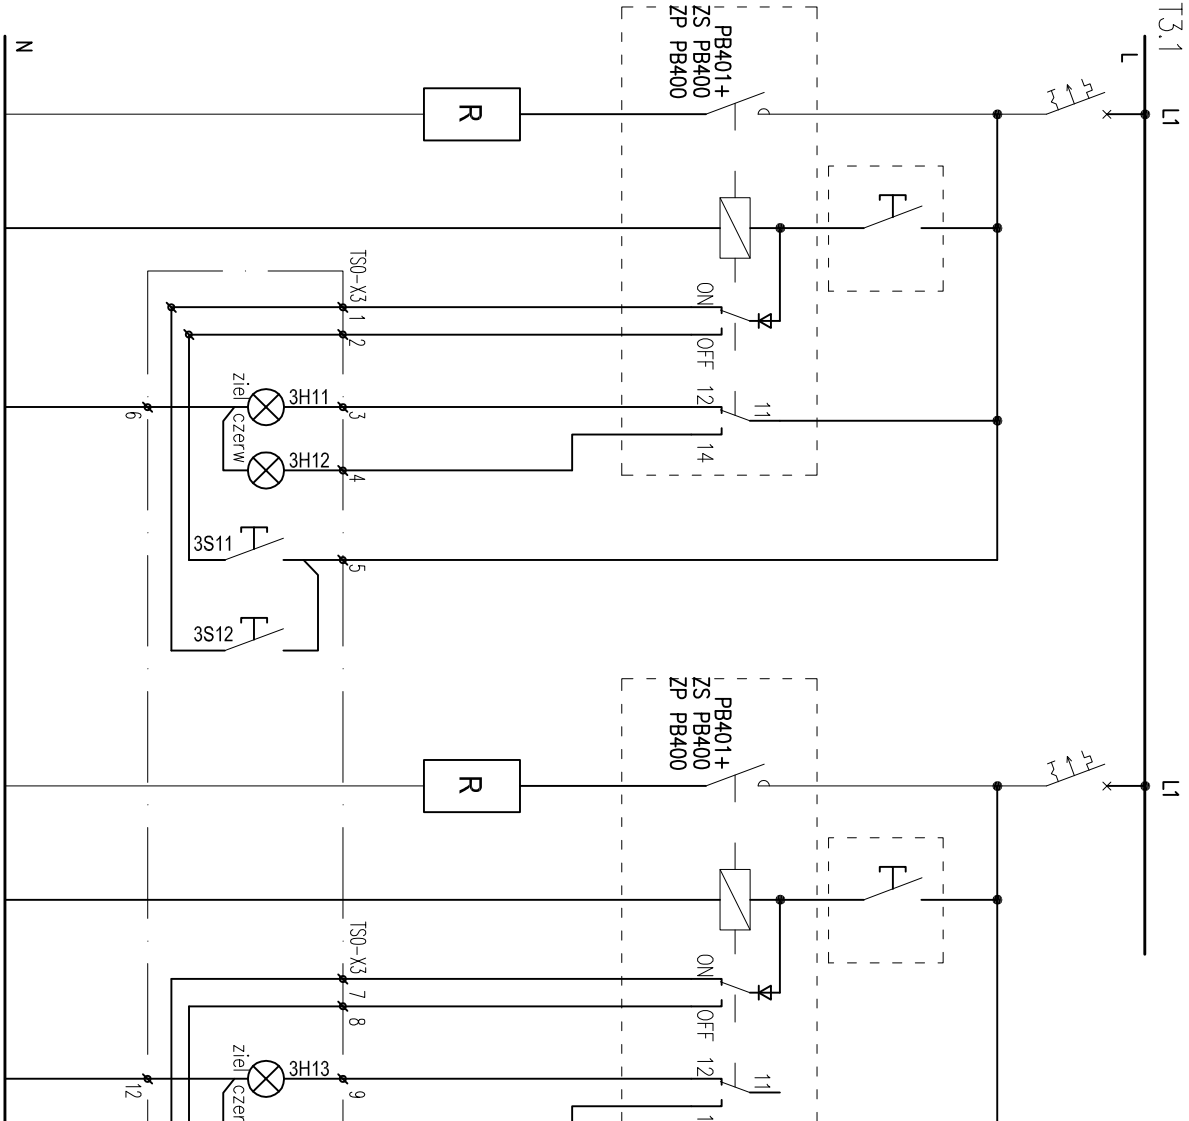 T3.1
N
L
L1
PB401+
ZS PB400
ZP PB400
R
TS0-X3
ON
1
2
OFF
ziel
3H11
12
11
6
3
czerw
3H12
14
4
3S11
5
3S12
PB401+
ZS PB400
ZP PB400
R
L1
TS0-X3
ON
7
8
OFF
ziel
3H13
12
11
12
9